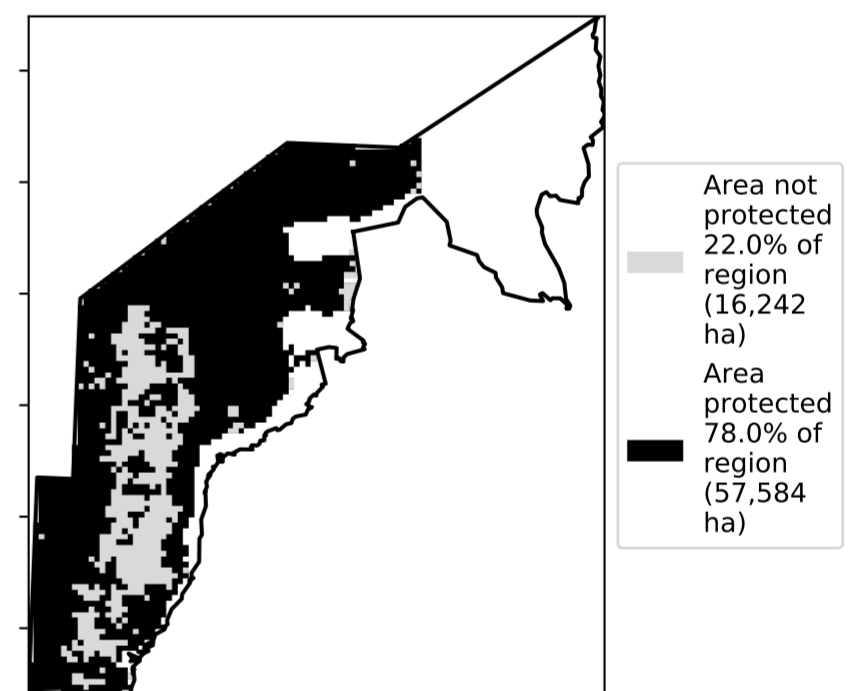 Area not
protected
22.0% of
region
(16,242
ha)
Area
protected
78.0% of
region
(57,584
ha)